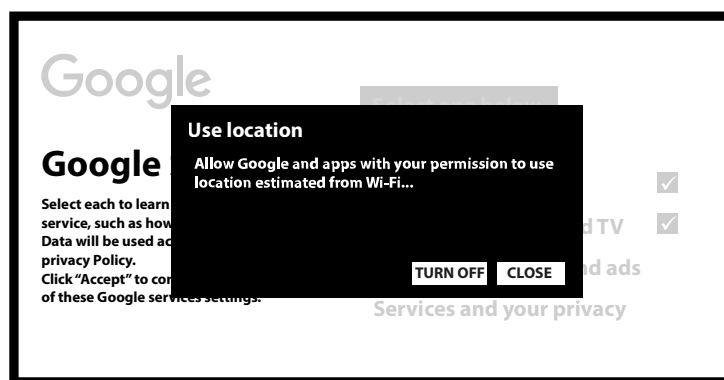 Google
Use location
Allow Google and apps with your permission to use
location estimated from Wi-Fi...
TURN OFF CLOSE
Google
Select each to learn
service, such as how
Data will be used
privacy Policy.
Click “Accept” to
of these Google services settings.
TV
ads
Services and your privacy